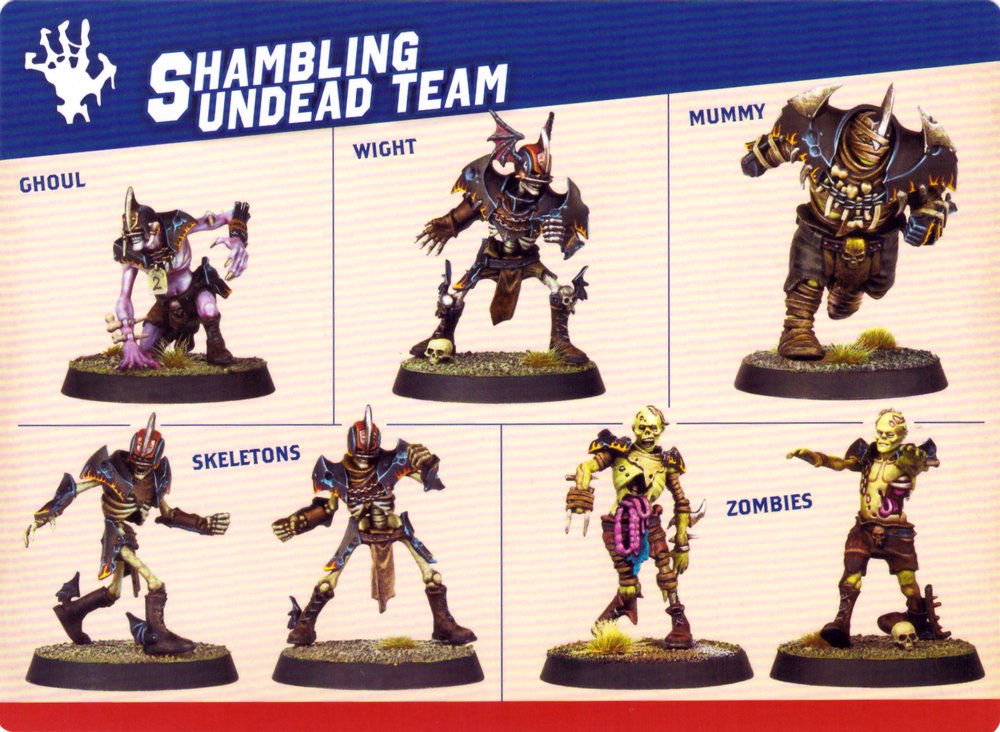 SHAMBLING
UNDEAD TEAM
GHOUL
WIGHT
MUMMY
2
SKELETONS
ZOMBIES